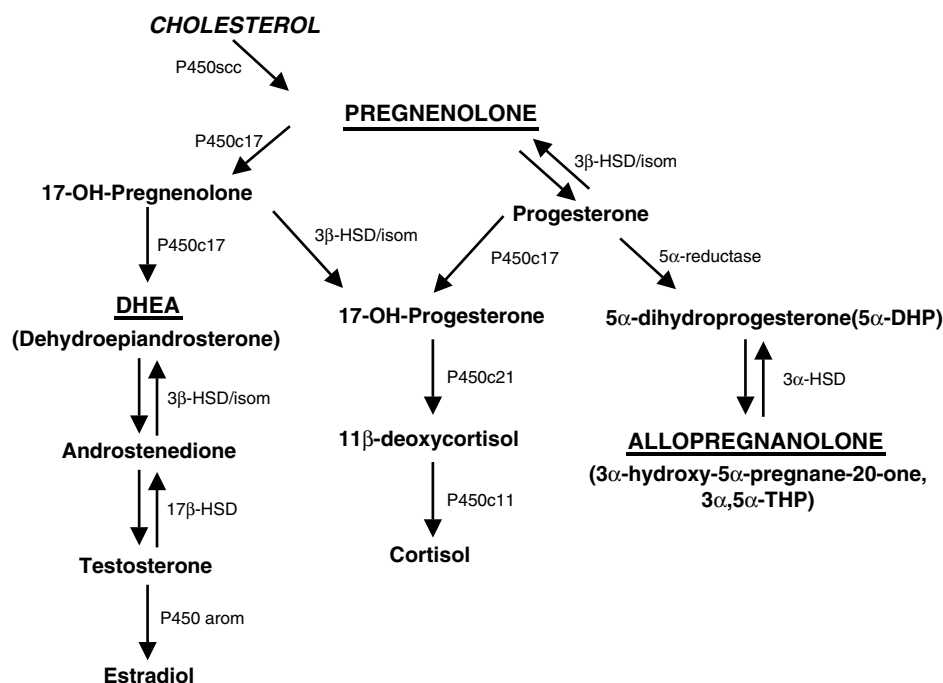 CHOLESTEROL
P450scc
PREGNENOLONE
P450c17
3β-HSD/isom
17-OH-Pregnenolone
Progesterone
P450c17
3β-HSD/isom
P450c17
5α-reductase
DHEA
(Dehydroepiandrosterone)
17-OH-Progesterone
5α-dihydroprogesterone(5α-DHP)
3β-HSD/isom
P450c21
3α-HSD
Androstenedione
11β-deoxycortisol
ALLOPREGNANOLONE
(3α-hydroxy-5α-pregnane-20-one,
3α,5α-THP)
17β-HSD
P450c11
Testosterone
Cortisol
P450 arom
Estradiol